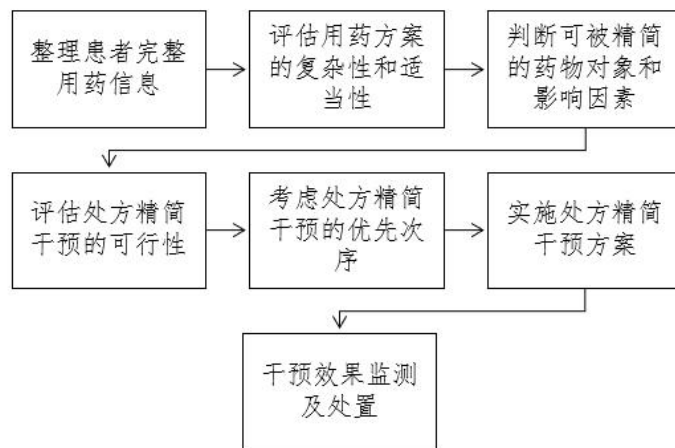 整理患者完整
用药信息
评估用药方案
的复杂性和适
当性
判断可被精简
的药物对象和
影响因素
评估处方精简
干预的可行性
考虑处方精简
干预的优先次
序
实施处方精简
干预方案
干预效果监测
及处置